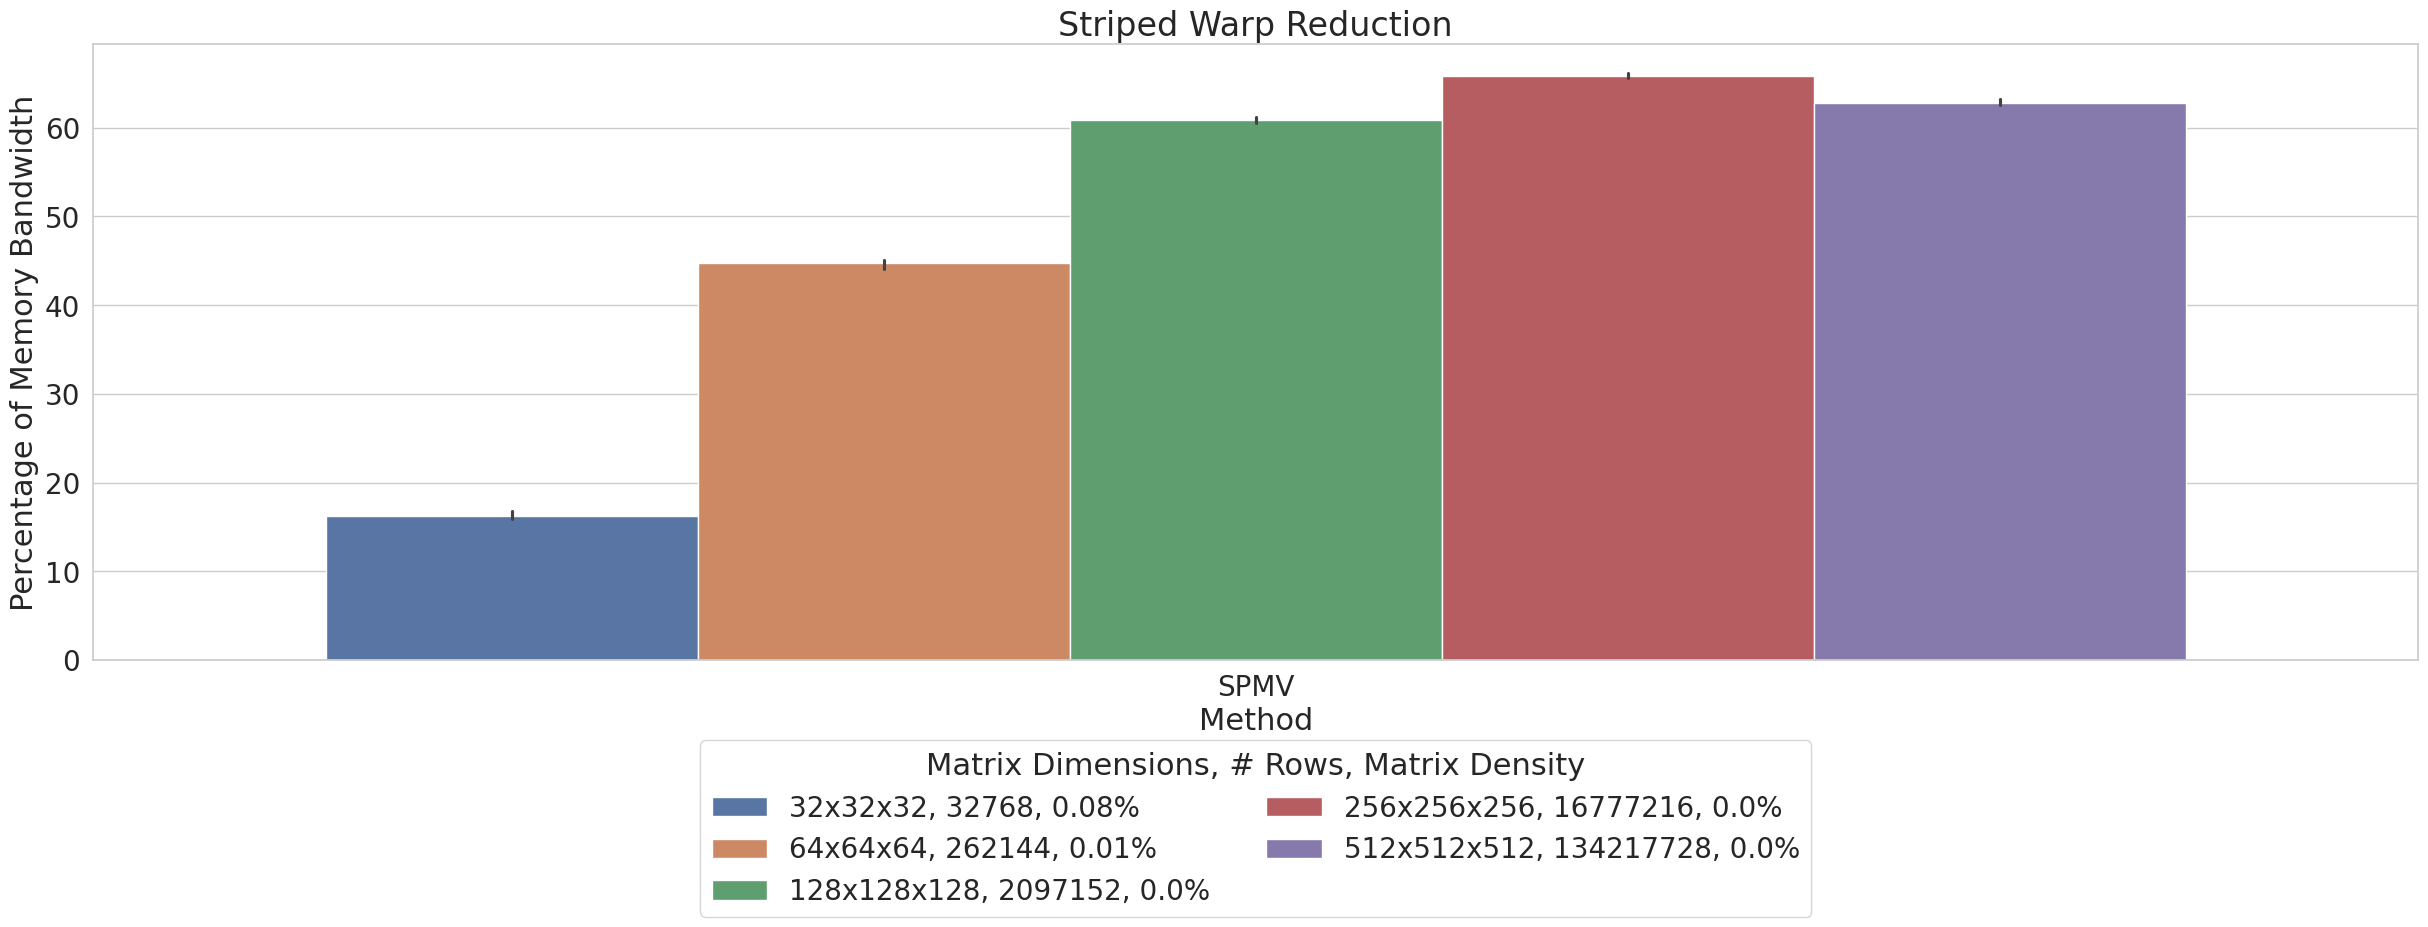 Striped Warp Reduction
Percentage of Memory Bandwidth
60
50
40
30
20
10
0
SPMV
Method
Matrix Dimensions, # Rows, Matrix Density
32x32x32, 32768, 0.08%
64x64x64, 262144, 0.01%
128x128x128, 2097152, 0.0%
256x256x256, 16777216, 0.0%
512x512x512, 134217728, 0.0%